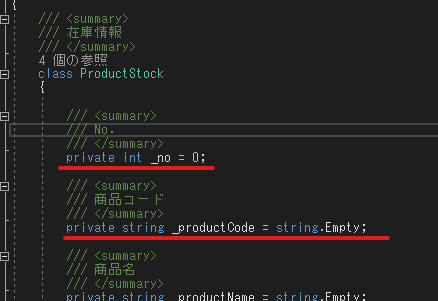 {
/// <summary>
/// 在庫情報
/// </summary>
4 個の参照
class ProductStock
{
/// <summary>
/// No.
/// </summary>
private int _no = 0;
/// <summary>
/// 商品コード
/// </summary>
private string _productCode = string.Empty;
/// <summary>
/// 商品名
/// </summary>
private string _productName = string.Empty;